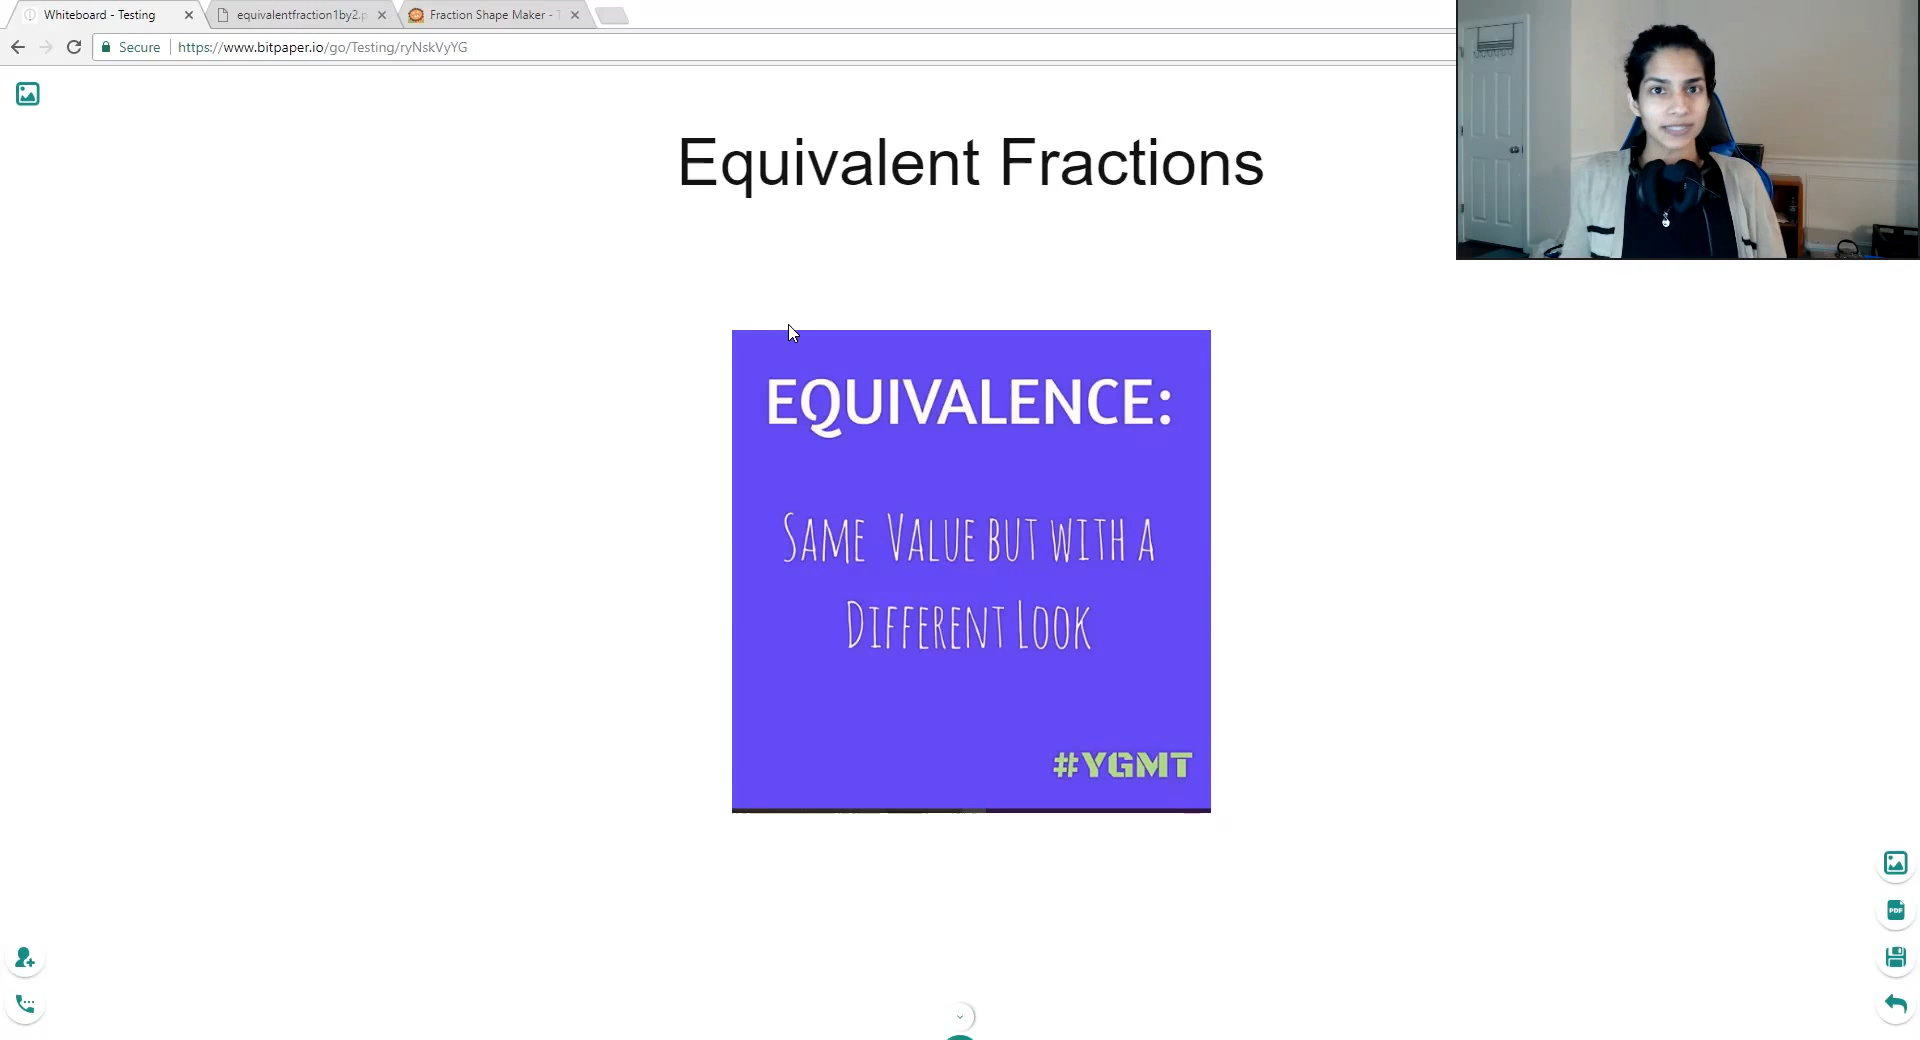 Whiteboard - Testing
equivalentfraction1by2.p
Fraction Shape Maker - T
Secure
https://www.bitpaper.io/go/Testing/ryNskVyYG
Equivalent Fractions
EQUIVALENCE:
SAME VALUE BUT WITH A
DIFFERENT LOOK
#YGMT
PDF